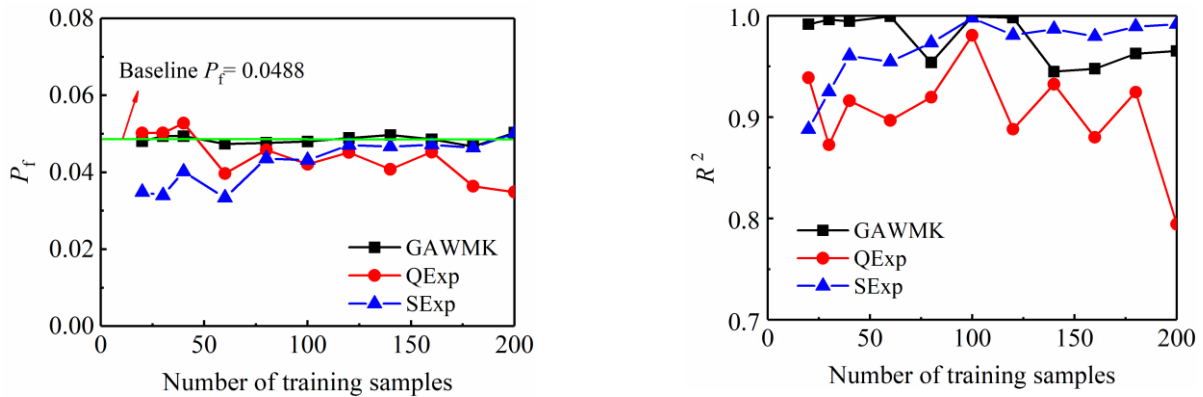 0.08
0.06
0.04
0.02
0.00
P_f
Baseline P_f = 0.0488
GAWMK
QExp
SExp
0 50 100 150 200
Number of training samples
1.0
0.9
0.8
0.7
R²
GAWMK
QExp
SExp
0 50 100 150 200
Number of training samples